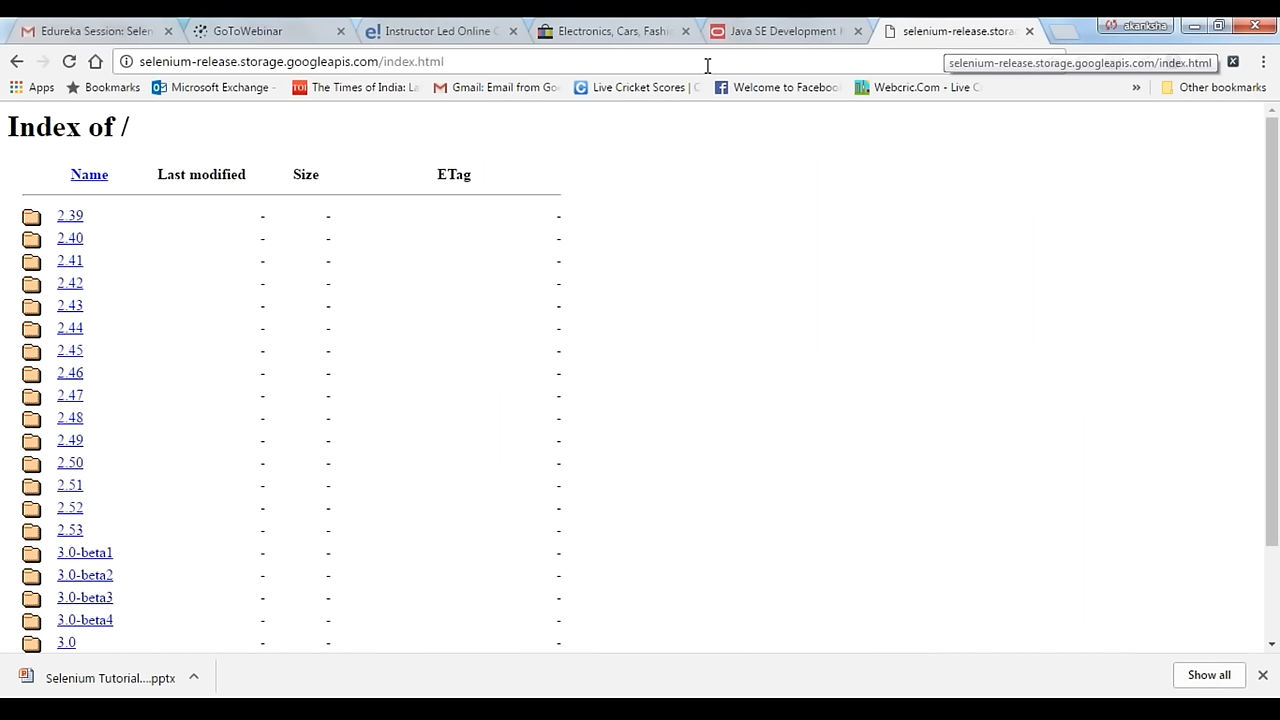 Edureka Session: Selen
GoToWebinar
Instructor Led Online C
Electronics, Cars, Fashi
Java SE Development K
selenium-release.stora
akanksha
selenium-release.storage.googleapis.com/index.html
selenium-release.storage.googleapis.com/index.html
Apps
Bookmarks
Microsoft Exchange -
The Times of India: La
Gmail: Email from Go
Live Cricket Scores | C
Welcome to Facebook
Webcric.Com - Live C
»
Other bookmarks
Index of /
Name Last modified Size ETag
2.39 - - -
2.40 - - -
2.41 - - -
2.42 - - -
2.43 - - -
2.44 - - -
2.45 - - -
2.46 - - -
2.47 - - -
2.48 - - -
2.49 - - -
2.50 - - -
2.51 - - -
2.52 - - -
2.53 - - -
3.0-beta1 - - -
3.0-beta2 - - -
3.0-beta3 - - -
3.0-beta4 - - -
3.0 - - -
Selenium Tutorial....pptx
Show all